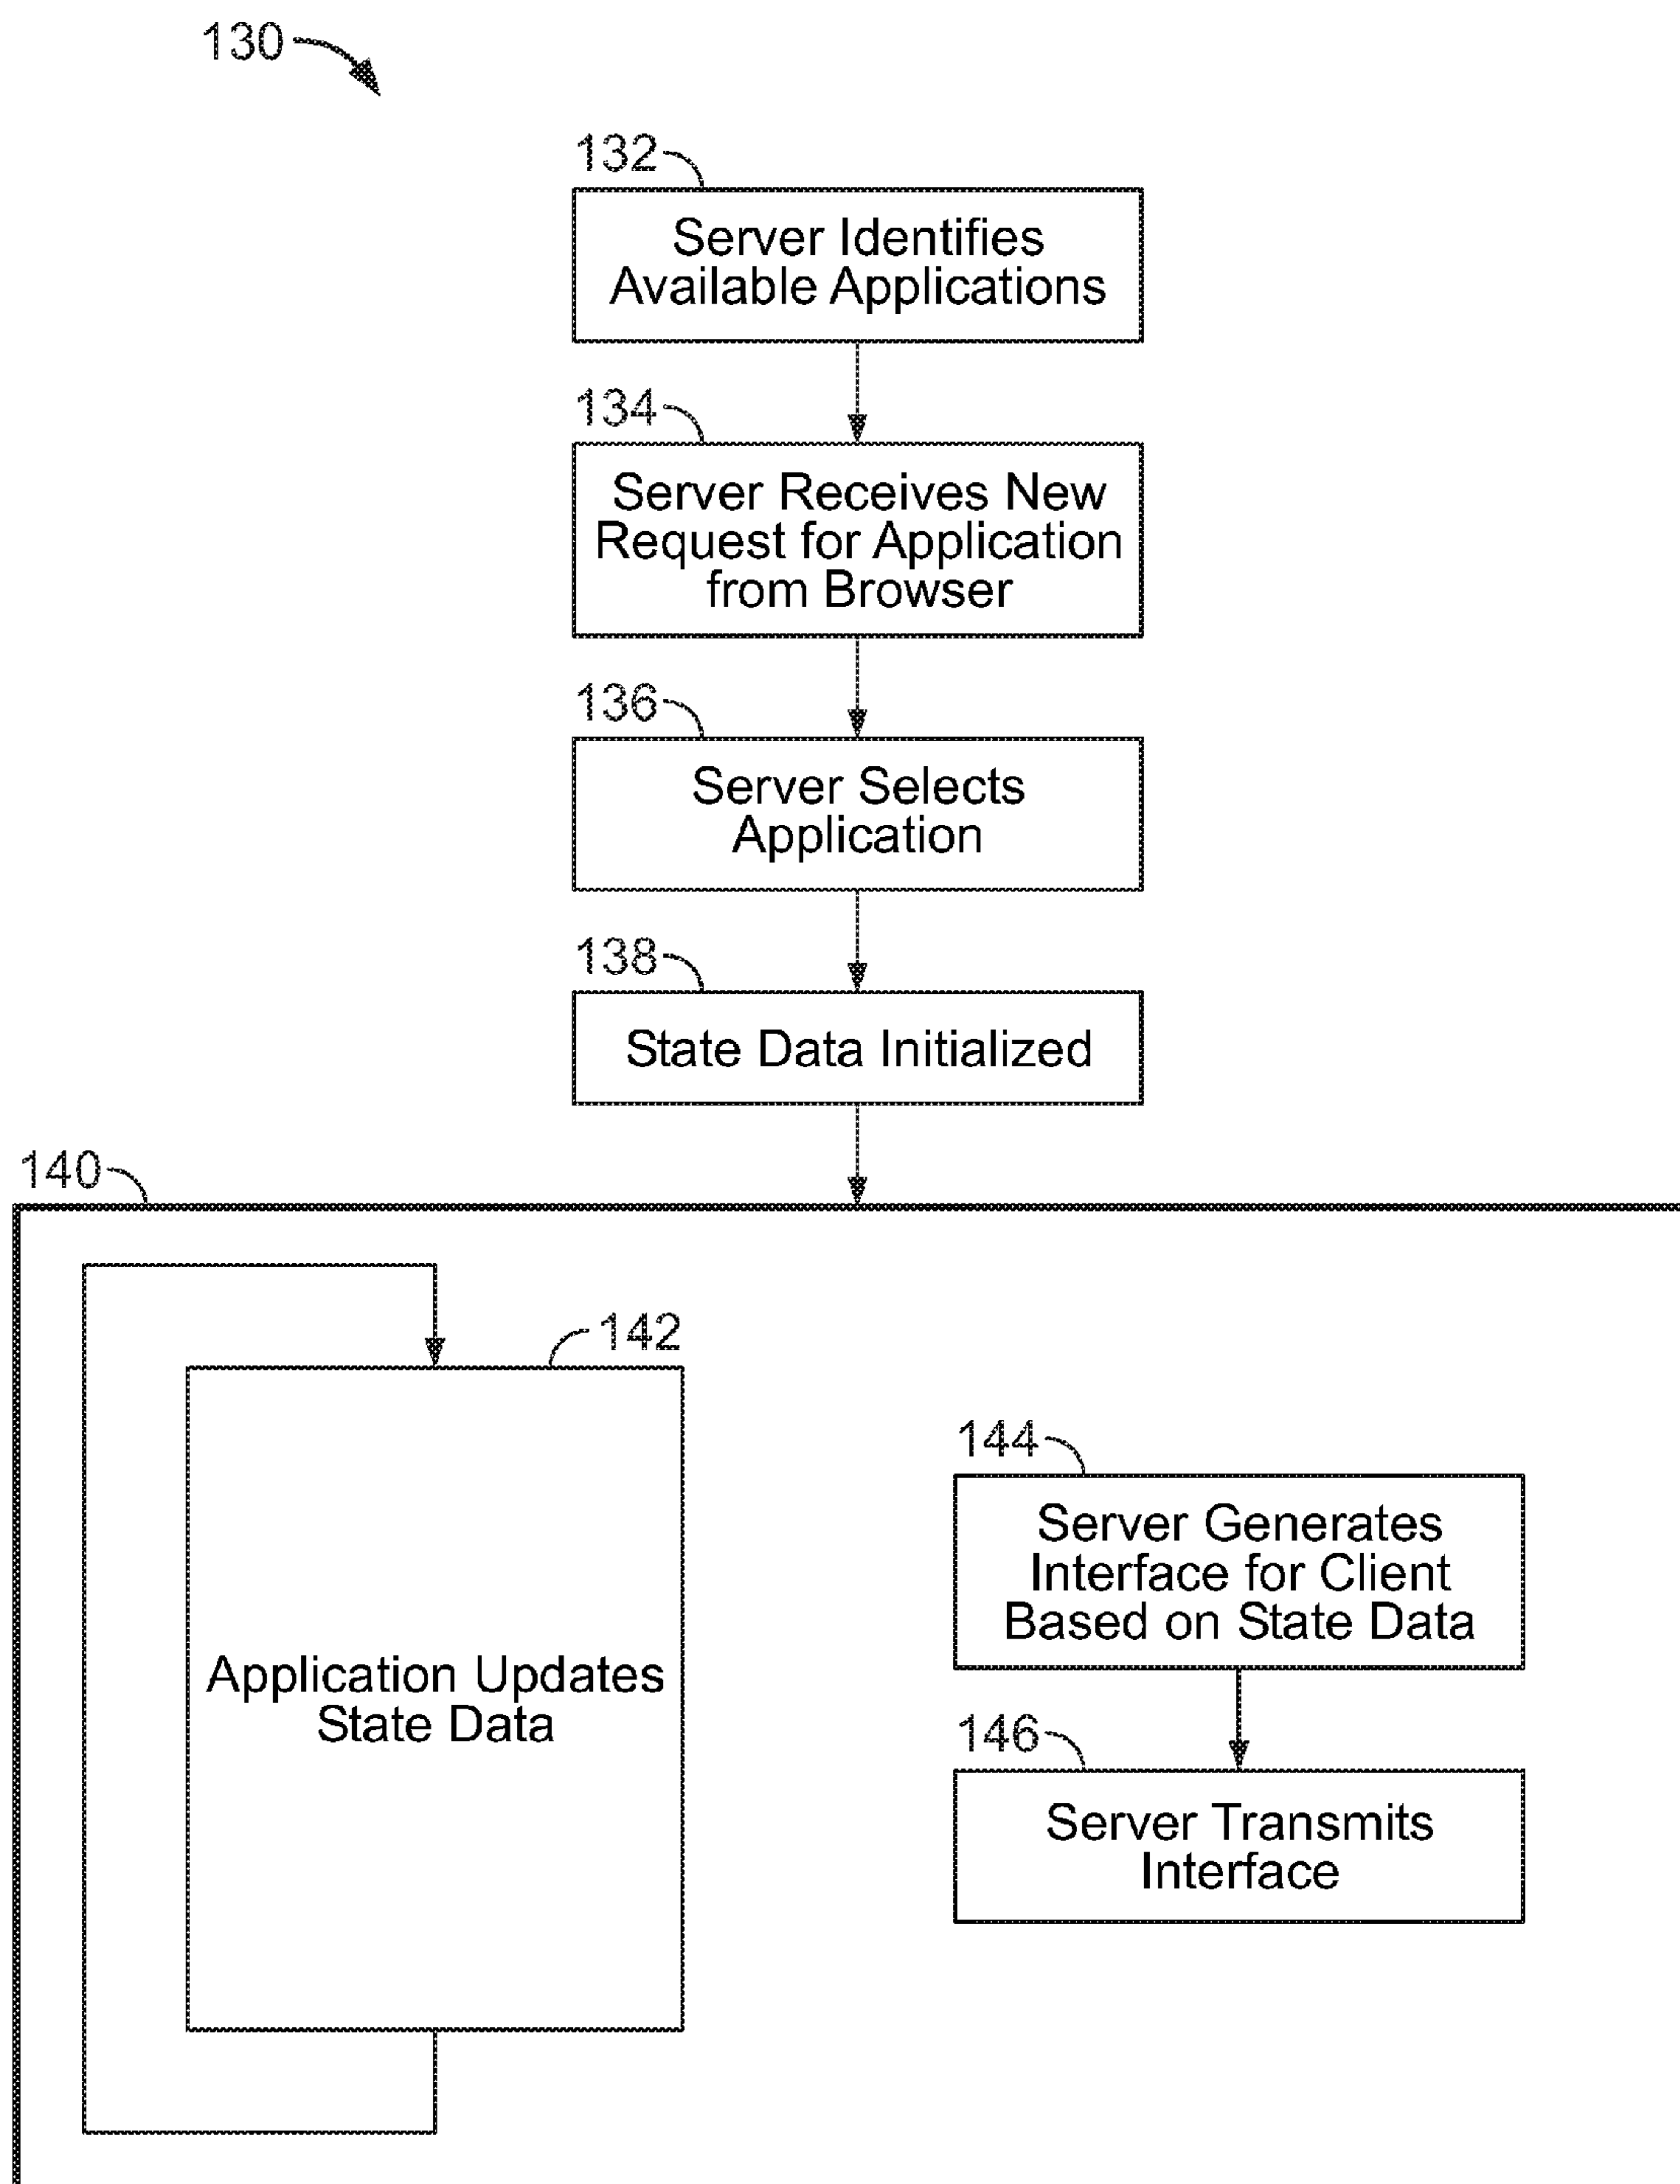 130
132
Server Identifies
Available Applications
134
Server Receives New
Request for Application
from Browser
136
Server Selects
Application
138
State Data Initialized
140
142
Application Updates
State Data
144
Server Generates
Interface for Client
Based on State Data
146
Server Transmits
Interface